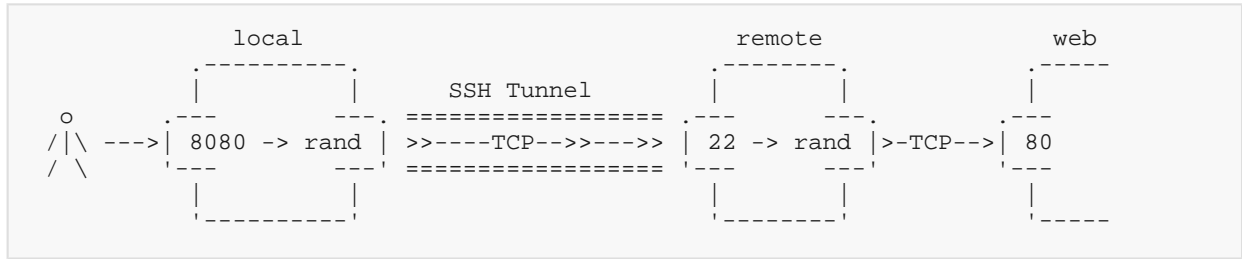 local                                 remote                web
          .----------.                           .--------.            .-----
          |          |      SSH Tunnel           |        |            |
 o      .---        ---. ================== .---      ---.       .---
/|\ --->| 8080 -> rand | >>----TCP-->>--->> | 22 -> rand |>-TCP-->| 80
/ \     '---        ---' ================== '---      ---'       '---
          |          |                           |        |            |
          '----------'                           '--------'            '-----